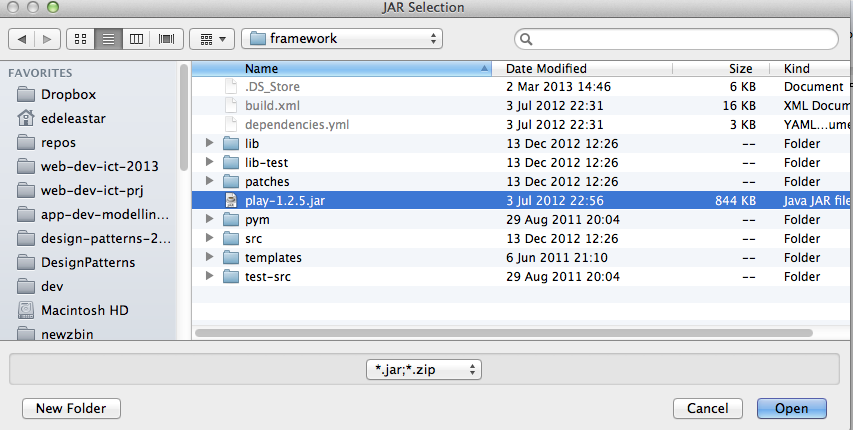 JAR Selection
framework
FAVORITES
Dropbox
edeleastar
repos
web-dev-ict-2013
web-dev-ict-prj
app-dev-modellin...
design-patterns-2...
DesignPatterns
dev
Macintosh HD
newzbin
Name Date Modified Size Kind
.DS_Store 2 Mar 2013 14:46 6 KB Document
build.xml 3 Jul 2012 22:31 16 KB XML Docum
dependencies.yml 3 Jul 2012 22:31 3 KB YAML...ume
lib 13 Dec 2012 12:26 -- Folder
lib-test 13 Dec 2012 12:26 -- Folder
patches 13 Dec 2012 12:26 -- Folder
play-1.2.5.jar 3 Jul 2012 22:56 844 KB Java JAR file
pym 29 Aug 2011 20:04 -- Folder
src 13 Dec 2012 12:26 -- Folder
templates 6 Jun 2011 21:10 -- Folder
test-src 29 Aug 2011 20:04 -- Folder
*.jar;*.zip
New Folder Cancel Open